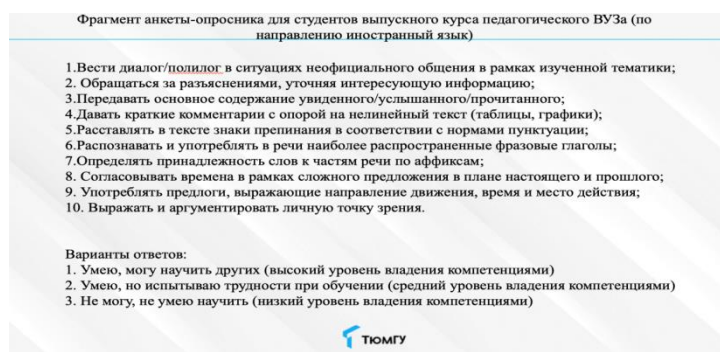 Фрагмент анкеты-опросника для студентов выпускного курса педагогического ВУЗа (по
направлению иностранный язык)
1.Вести диалог/полилог в ситуациях неофициального общения в рамках изученной тематики;
2. Обращаться за разъяснениями, уточняя интересующую информацию;
3.Передавать основное содержание увиденного/услышанного/прочитанного;
4.Давать краткие комментарии с опорой на нелинейный текст (таблицы, графики);
5.Расставлять в тексте знаки препинания в соответствии с нормами пунктуации;
6.Распознавать и употреблять в речи наиболее распространенные фразовые глаголы;
7.Определять принадлежность слов к частям речи по аффиксам;
8. Согласовывать времена в рамках сложного предложения в плане настоящего и прошлого;
9. Употреблять предлоги, выражающие направление движения, время и место действия;
10. Выражать и аргументировать личную точку зрения.
Варианты ответов:
1. Умею, могу научить других (высокий уровень владения компетенциями)
2. Умею, но испытываю трудности при обучении (средний уровень владения компетенциями)
3. Не могу, не умею научить (низкий уровень владения компетенциями)
ТЮМГУ